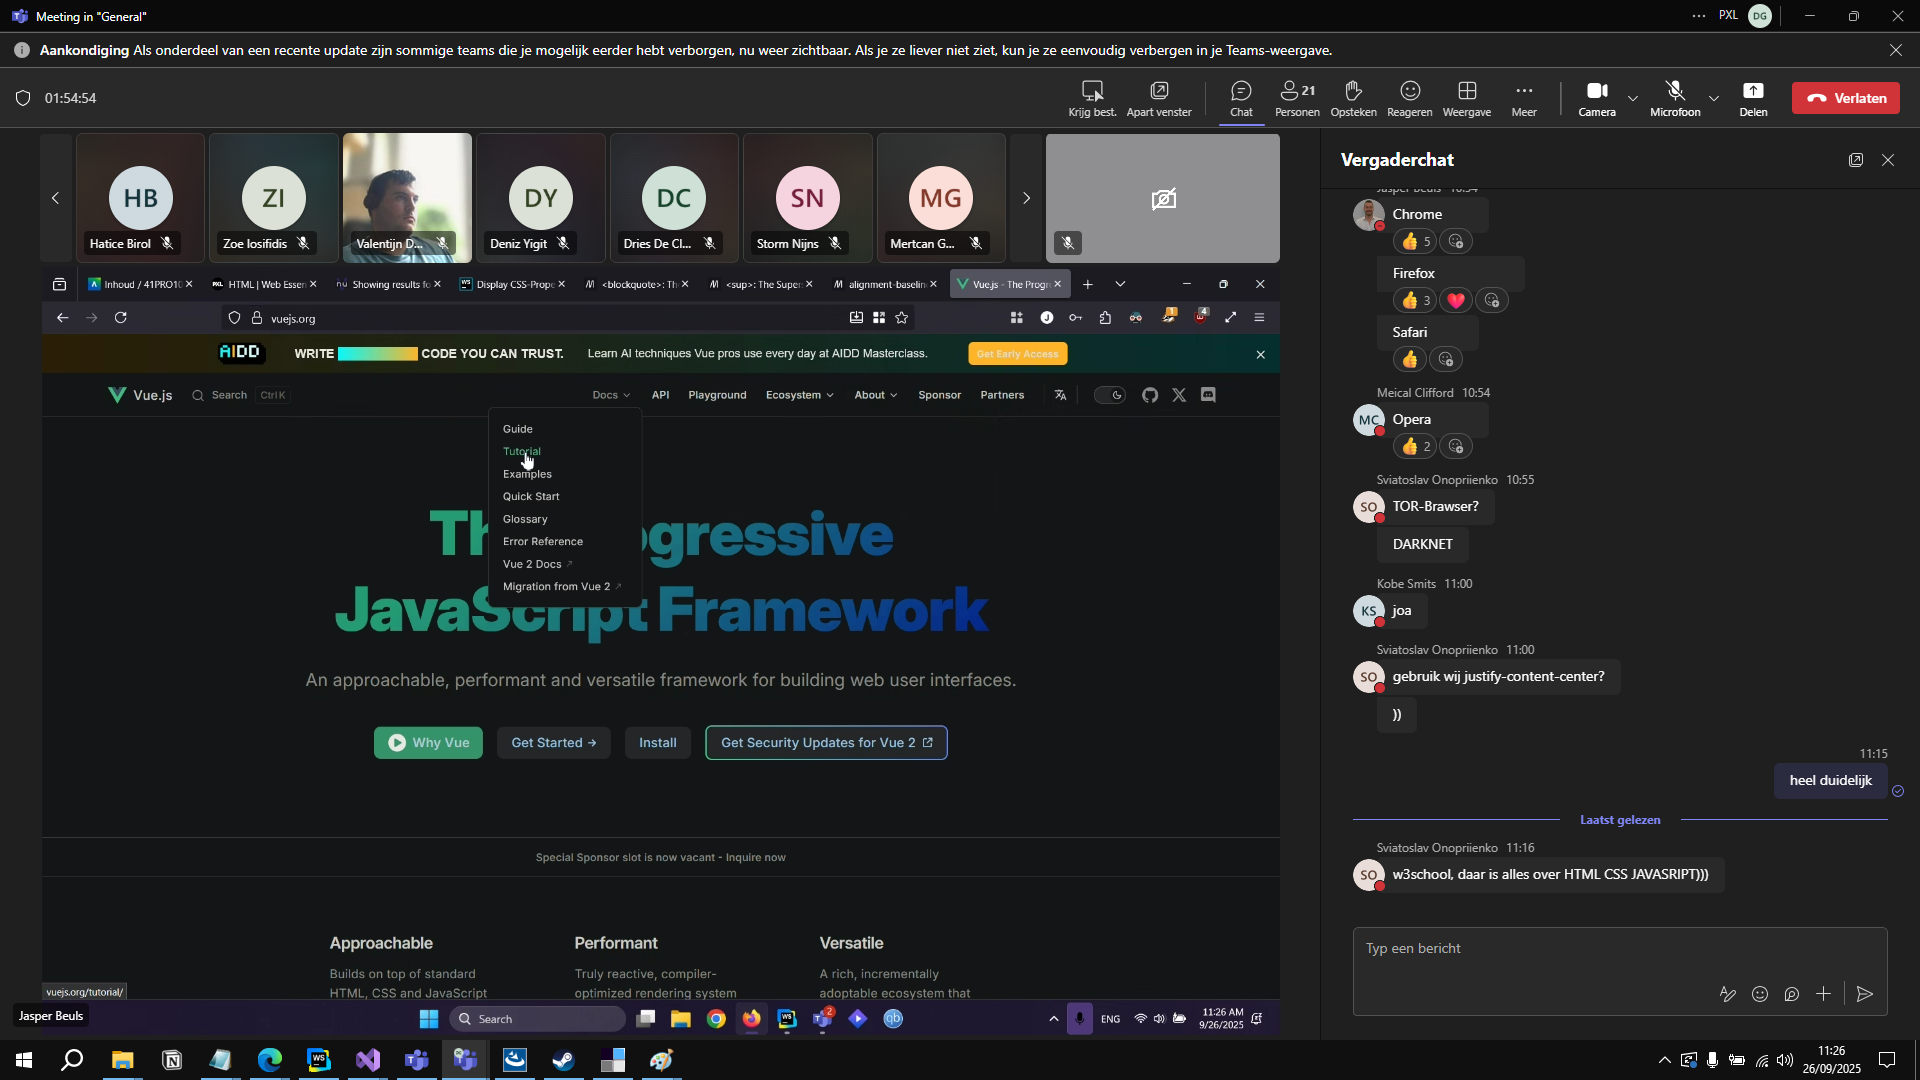 Meeting in "General"
PXL
DG
Aankondiging Als onderdeel van een recente update zijn sommige teams die je mogelijk eerder hebt verborgen, nu weer zichtbaar. Als je ze liever niet ziet, kun je ze eenvoudig verbergen in je Teams-weergave.
01:54:54
Krijg best.
Apart venster
Chat
21
Personen
Opsteken
Reageren
Weergave
Meer
Camera
Microfoon
Delen
Verlaten
HB
Hatice Birol
ZI
Zoe Iosifidis
Valentijn D...
DY
Deniz Yigit
DC
Dries De Cl...
SN
Storm Nijns
MG
Mertcan G...
Inhoud / 41PRO10
HTML | Web Essen
Showing results fo
Display CSS-Prope
<blockquote>: Th
<sup>: The Super
alignment-baselin
Vue.js - The Progre
vuejs.org
1
4
AIDD
WRITE CODE YOU CAN TRUST.
Learn AI techniques Vue pros use every day at AIDD Masterclass.
Get Early Access
Vue.js
Search
Ctrl K
Docs
API
Playground
Ecosystem
About
Sponsor
Partners
Guide
Tutorial
Examples
Quick Start
Glossary
Error Reference
Vue 2 Docs
Migration from Vue 2
Th ogressive
JavaScript Framework
An approachable, performant and versatile framework for building web user interfaces.
Why Vue
Get Started →
Install
Get Security Updates for Vue 2
Special Sponsor slot is now vacant - Inquire now
Approachable
Performant
Versatile
Builds on top of standard
HTML, CSS and JavaScript
Truly reactive, compiler-
optimized rendering system
A rich, incrementally
adoptable ecosystem that
vuejs.org/tutorial/
Jasper Beuls
Search
2
ENG
11:26 AM
9/26/2025
Vergaderchat
Jasper Beuls 10:54
Chrome
5
Firefox
3
Safari
Meical Clifford 10:54
MC
Opera
2
Sviatoslav Onopriienko 10:55
SO
TOR-Brawser?
DARKNET
Kobe Smits 11:00
KS
joa
Sviatoslav Onopriienko 11:00
SO
gebruik wij justify-content-center?
))
11:15
heel duidelijk
Laatst gelezen
Sviatoslav Onopriienko 11:16
SO
w3school, daar is alles over HTML CSS JAVASRIPT)))
Typ een bericht
11:26
26/09/2025